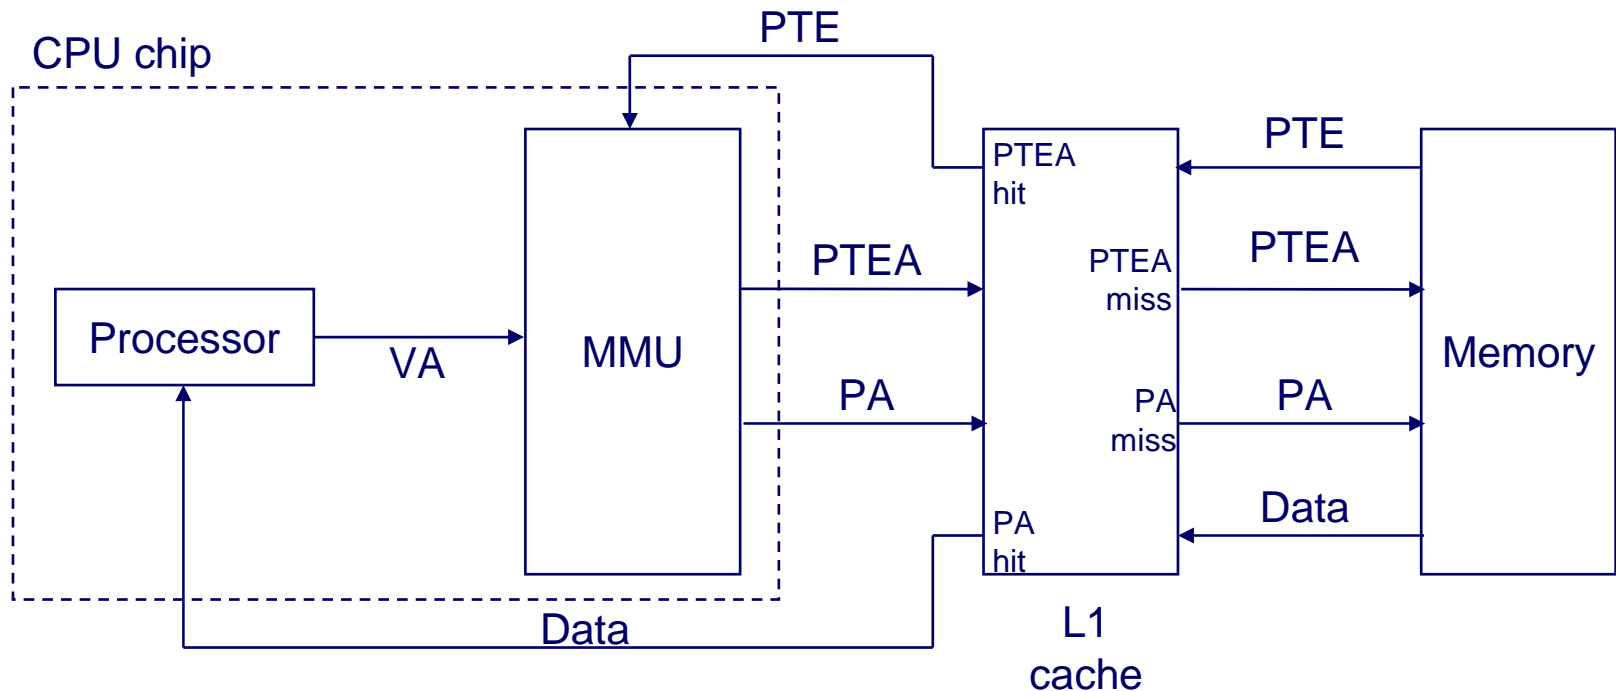 PTE
CPU chip
PTEA
hit
PTE
PTEA
PTEA
miss
PTEA
Processor
VA
MMU
Memory
PA
PA
miss
PA
PA
hit
Data
Data
L1
cache